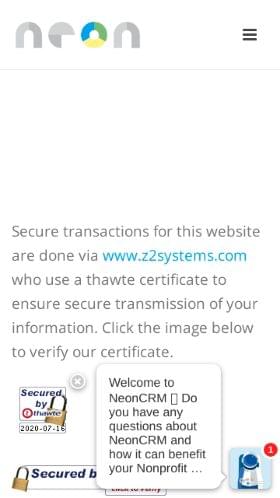 neon
Secure transactions for this website
are done via www.z2systems.com
who use a thawte certificate to
ensure secure transmission of your
information. Click the image below
to verify our certificate.
Welcome to
NeonCRM Do
you have any
questions about
NeonCRM and
how it can benefit
your Nonprofit ...
Secured
by
thawte
2020-07-16
1
Secured b
Click to verify